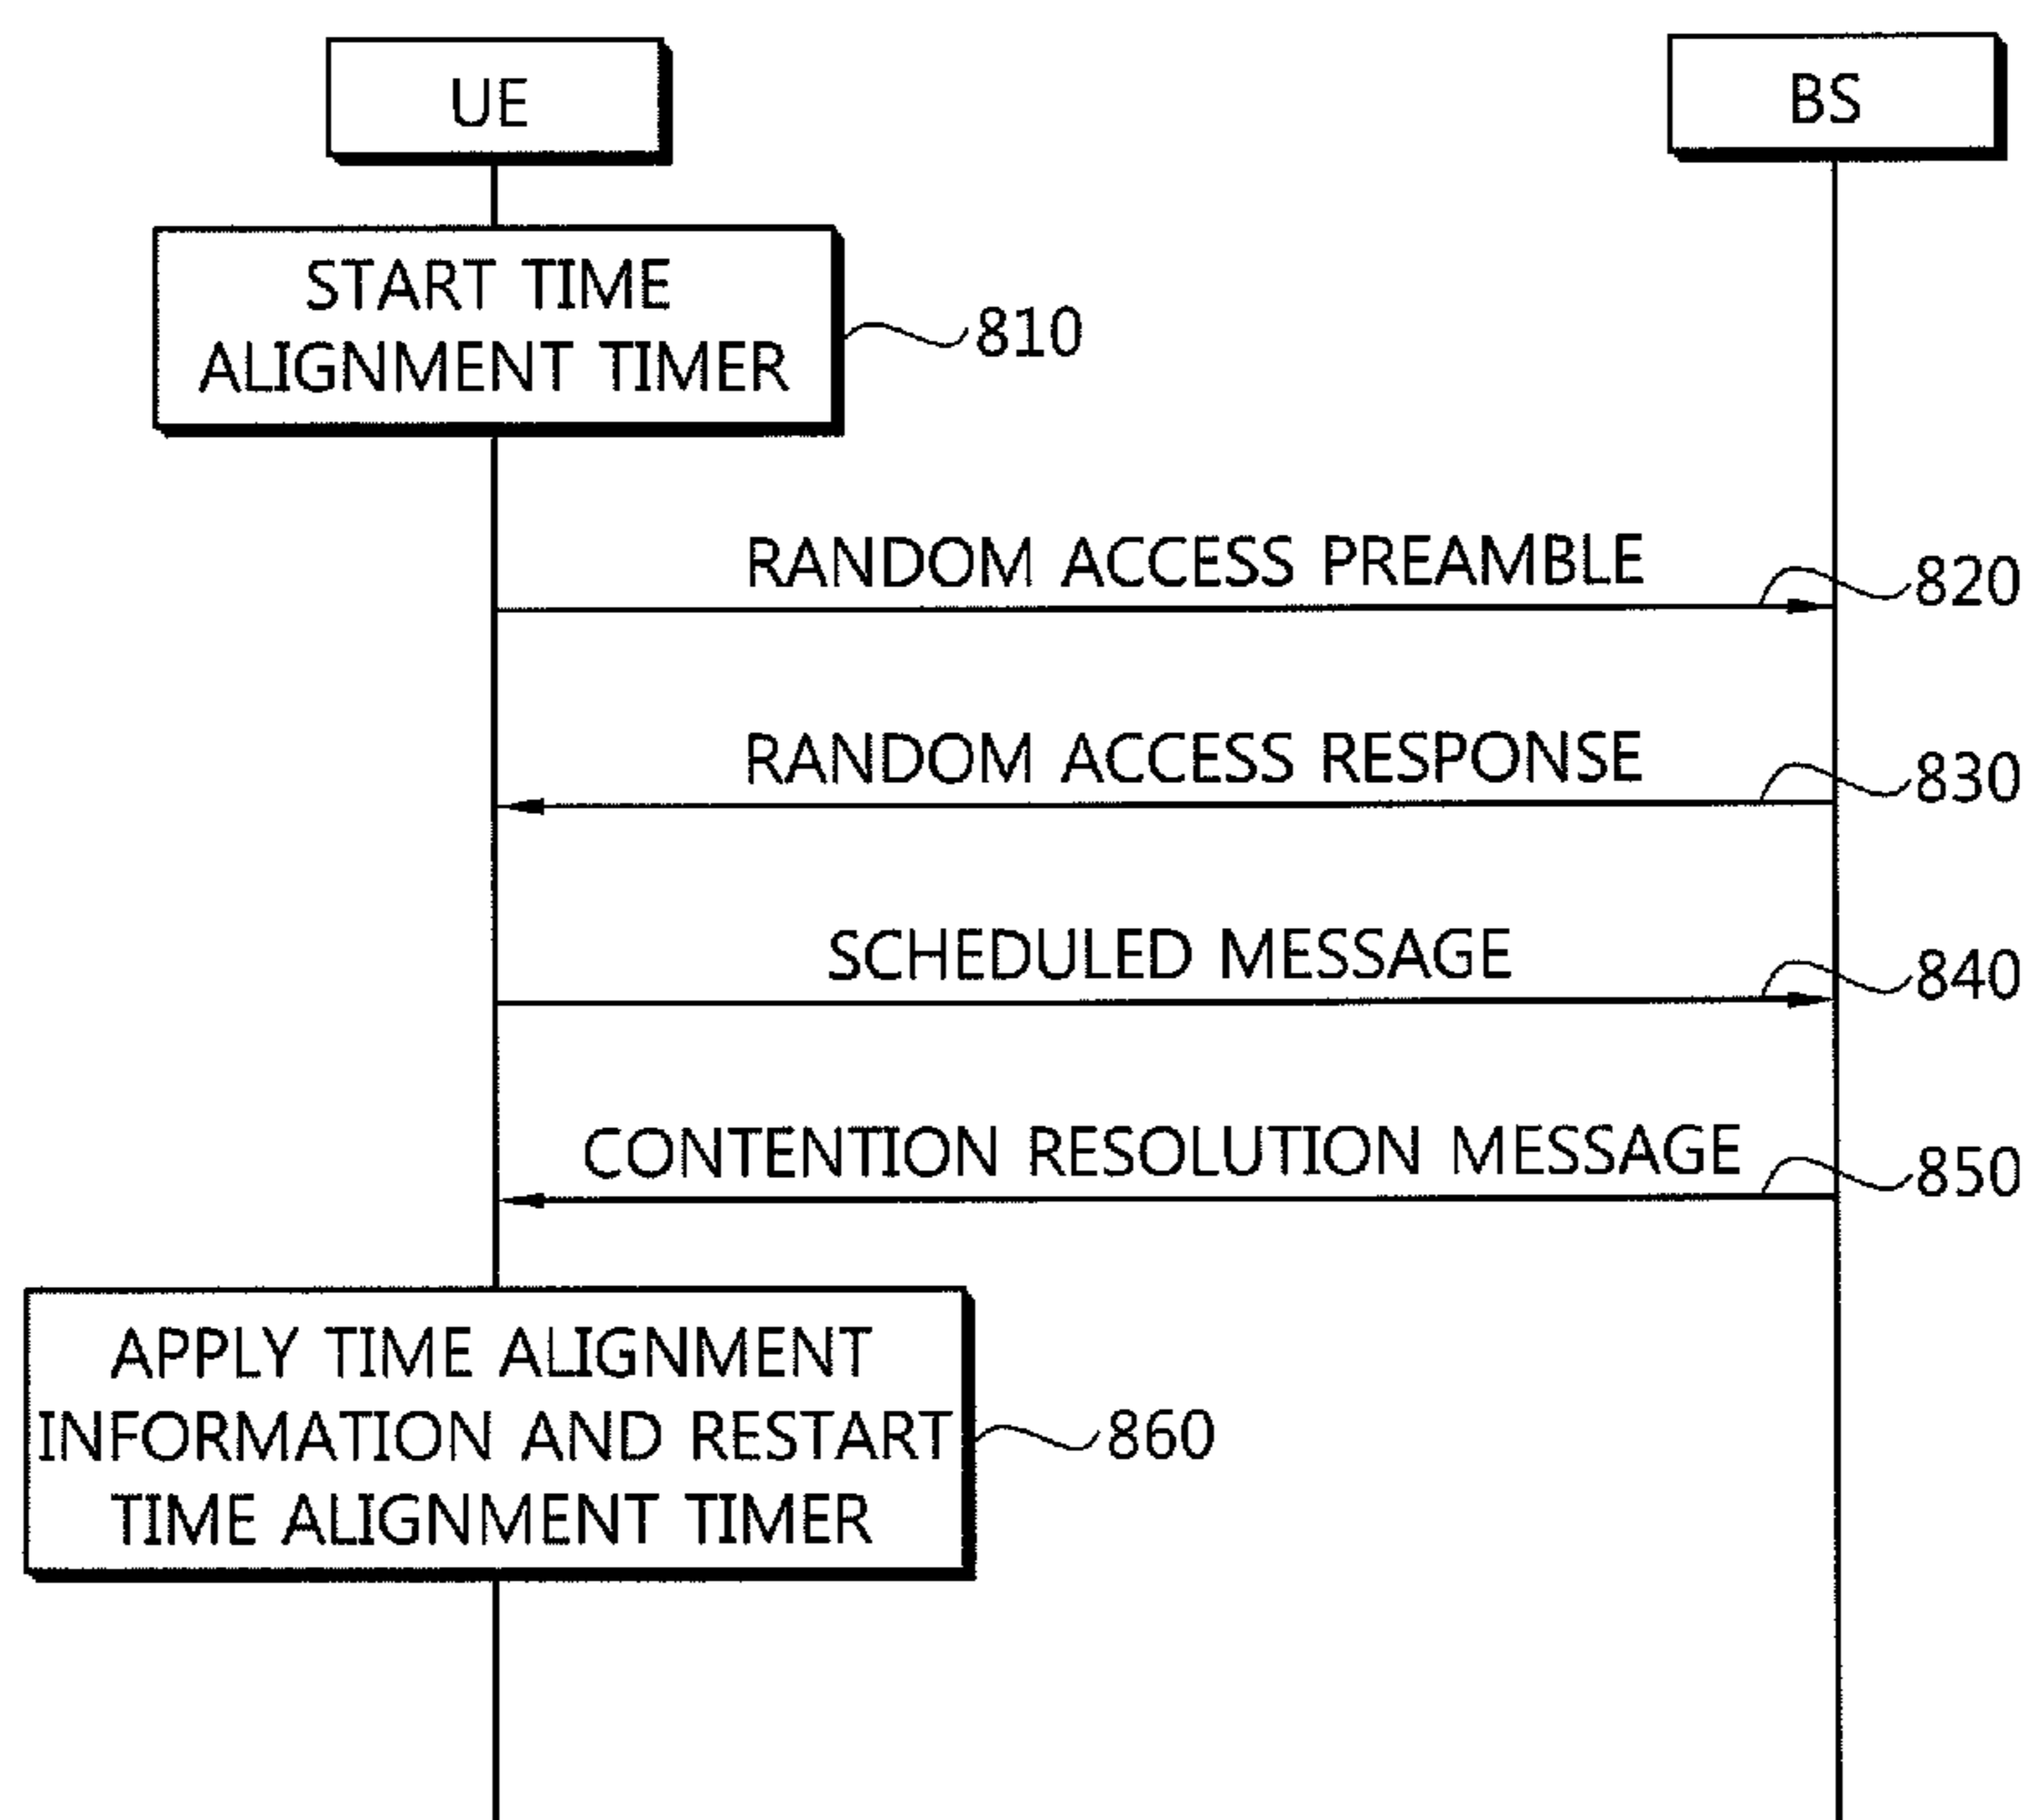 UE
BS
START TIME
ALIGNMENT TIMER
810
RANDOM ACCESS PREAMBLE
820
RANDOM ACCESS RESPONSE
830
SCHEDULED MESSAGE
840
CONTENTION RESOLUTION MESSAGE
850
APPLY TIME ALIGNMENT
INFORMATION AND RESTART
TIME ALIGNMENT TIMER
860